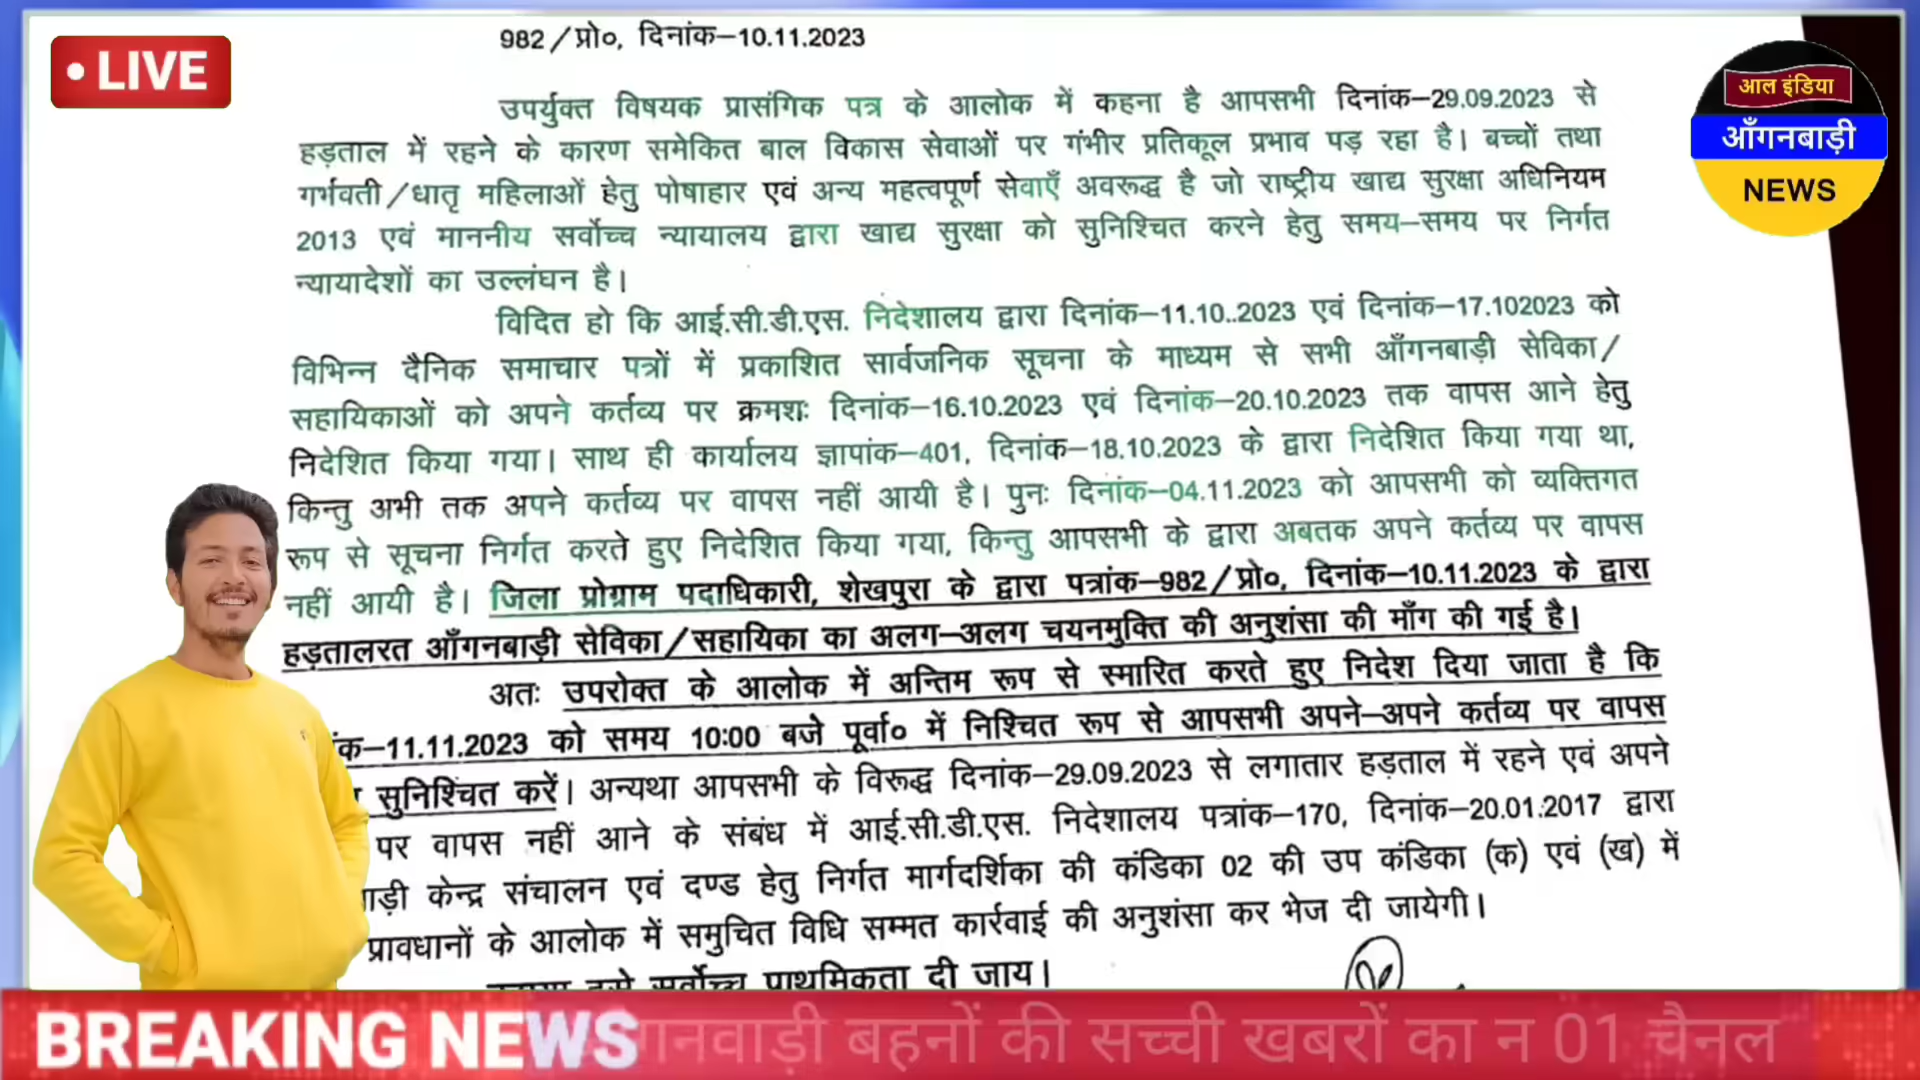 982/प्रो०, दिनांक–10.11.2023
• LIVE
आल इंडिया
आँगनबाड़ी
NEWS
उपर्युक्त विषयक प्रासंगिक पत्र के आलोक में कहना है आपसभी दिनांक–29.09.2023 से
हड़ताल में रहने के कारण समेकित बाल विकास सेवाओं पर गंभीर प्रतिकूल प्रभाव पड़ रहा है। बच्चों तथा
गर्भवती/धातृ महिलाओं हेतु पोषाहार एवं अन्य महत्वपूर्ण सेवाएँ अवरूद्ध है जो राष्ट्रीय खाद्य सुरक्षा अधिनियम
2013 एवं माननीय सर्वोच्च न्यायालय द्वारा खाद्य सुरक्षा को सुनिश्चित करने हेतु समय–समय पर निर्गत
न्यायादेशों का उल्लंघन है।
विदित हो कि आई.सी.डी.एस. निदेशालय द्वारा दिनांक–11.10..2023 एवं दिनांक–17.102023 को
विभिन्न दैनिक समाचार पत्रों में प्रकाशित सार्वजनिक सूचना के माध्यम से सभी आँगनबाड़ी सेविका/
सहायिकाओं को अपने कर्तव्य पर क्रमशः दिनांक–16.10.2023 एवं दिनांक–20.10.2023 तक वापस आने हेतु
निदेशित किया गया। साथ ही कार्यालय ज्ञापांक–401, दिनांक–18.10.2023 के द्वारा निदेशित किया गया था,
किन्तु अभी तक अपने कर्तव्य पर वापस नहीं आयी है। पुनः दिनांक–04.11.2023 को आपसभी को व्यक्तिगत
रूप से सूचना निर्गत करते हुए निदेशित किया गया, किन्तु आपसभी के द्वारा अबतक अपने कर्तव्य पर वापस
नहीं आयी है। जिला प्रोग्राम पदाधिकारी, शेखपुरा के द्वारा पत्रांक–982/प्रो०, दिनांक–10.11.2023 के द्वारा
हड़तालरत आँगनबाड़ी सेविका/सहायिका का अलग–अलग चयनमुक्ति की अनुशंसा की माँग की गई है।
अतः उपरोक्त के आलोक में अन्तिम रूप से स्मारित करते हुए निदेश दिया जाता है कि
ंक–11.11.2023 को समय 10:00 बजे पूर्वा० में निश्चित रूप से आपसभी अपने–अपने कर्तव्य पर वापस
सुनिश्चित करें। अन्यथा आपसभी के विरूद्ध दिनांक–29.09.2023 से लगातार हड़ताल में रहने एवं अपने
पर वापस नहीं आने के संबंध में आई.सी.डी.एस. निदेशालय पत्रांक–170, दिनांक–20.01.2017 द्वारा
ाड़ी केन्द्र संचालन एवं दण्ड हेतु निर्गत मार्गदर्शिका की कंडिका 02 की उप कंडिका (क) एवं (ख) में
प्रावधानों के आलोक में समुचित विधि सम्मत कार्रवाई की अनुशंसा कर भेज दी जायेगी।
सर्वोच्च प्राथमिकता दी जाय।
BREAKING NEWS गनवाड़ी बहनों की सच्ची खबरों का न 01 चैनल